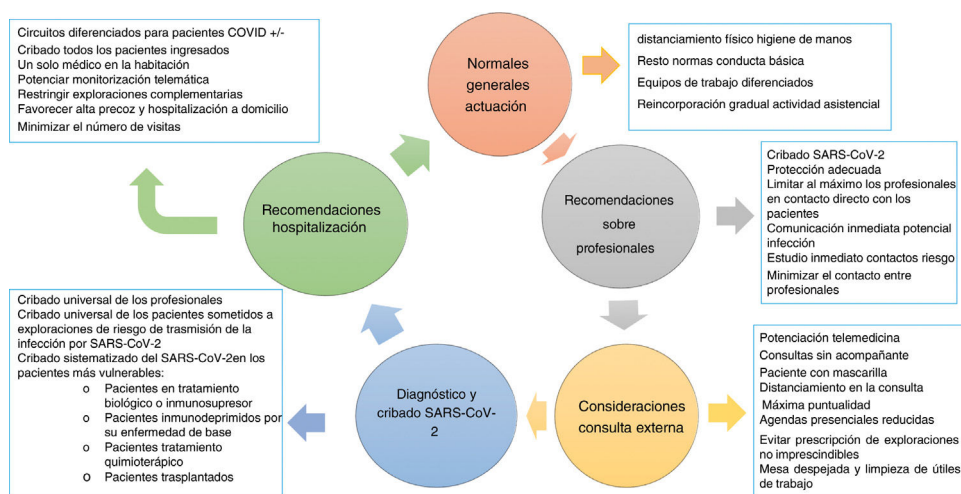 Circuitos diferenciados para pacientes COVID +/-
Cribado todos los pacientes ingresados
Un solo médico en la habitación
Potenciar monitorización telemática
Restringir exploraciones complementarias
Favorecer alta precoz y hospitalización a domicilio
Minimizar el número de visitas
Normales
generales
actuación
distanciamiento físico higiene de manos
Resto normas conducta básica
Equipos de trabajo diferenciados
Reincorporación gradual actividad asistencial
Recomendaciones
hospitalización
Recomendaciones
sobre
profesionales
Cribado SARS-CoV-2
Protección adecuada
Limitar al máximo los profesionales
en contacto directo con los
pacientes
Comunicación inmediata potencial
infección
Estudio inmediato contactos riesgo
Minimizar el contacto entre
profesionales
Cribado universal de los profesionales
Cribado universal de los pacientes sometidos a
exploraciones de riesgo de trasmisión de la
infección por SARS-CoV-2
Cribado sistematizado del SARS-CoV-2en los
pacientes más vulnerables:
o Pacientes en tratamiento
biológico o inmunosupresor
o Pacientes inmunodeprimidos por
su enfermedad de base
o Pacientes tratamiento
quimioterápico
o Pacientes trasplantados
Diagnóstico y
cribado SARS-CoV-
2
Consideraciones
consulta externa
Potenciación telemedicina
Consultas sin acompañante
Paciente con mascarilla
Distanciamiento en la consulta
Máxima puntualidad
Agendas presenciales reducidas
Evitar prescripción de exploraciones
no imprescindibles
Mesa despejada y limpieza de útiles
de trabajo